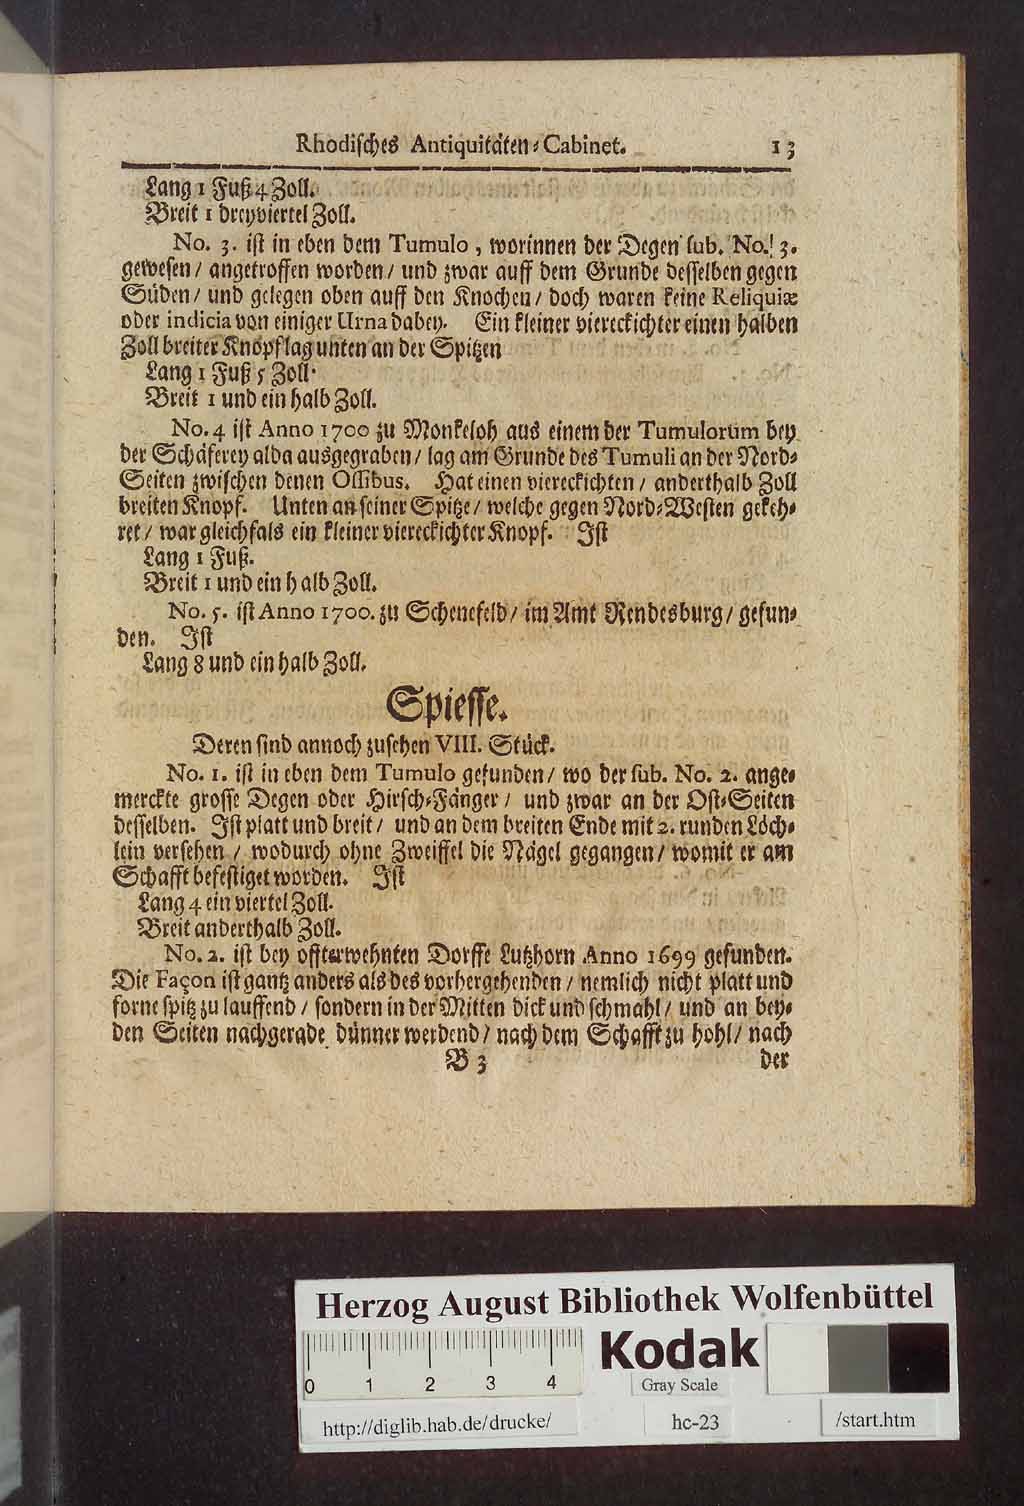 Rhodisches Antiquitäten-Cabinet. 13
Lang 1 Fuß 4 Zoll.
Breit 1 dreyviertel Zoll.
No. 3. ist in eben dem Tumulo, worinnen der Degen sub. No. 3.
gewesen / angetroffen worden / und zwar auff dem Grunde desselben gegen
Süden / und gelegen oben auff den Knochen / doch waren keine Reliquiæ
oder indicia von einiger Urna dabey. Ein kleiner viereckichter einen halben
Zoll breiter Knopf lag unten an der Spitzen
Lang 1 Fuß 5 Zoll.
Breit 1 und ein halb Zoll.
No. 4 ist Anno 1700 zu Monkeloh aus einem der Tumulorum bey
der Schäferey alda ausgegraben / lag am Grunde des Tumuli an der Nord-
Seiten zwischen denen Ossibus. Hat einen viereckichten / anderthalb Zoll
breiten Knopf. Unten an seiner Spitze / welche gegen Nord-Westen gekeh-
ret / war gleichfals ein kleiner viereckichter Knopf. Ist
Lang 1 Fuß.
Breit 1 und ein halb Zoll.
No. 5. ist Anno 1700. zu Schenefeld / im Amt Rendesburg / gefun-
den. Ist
Lang 8 und ein halb Zoll.
Spiesse.
Deren sind annoch zusehen VIII. Stück.
No. 1. ist in eben dem Tumulo gefunden / wo der sub. No. 2. ange-
merckte grosse Degen oder Hirsch-Fänger / und zwar an der Ost-Seiten
desselben. Ist platt und breit / und an dem breiten Ende mit 2. runden Löch-
lein versehen / wodurch ohne Zweiffel die Nägel gegangen / womit er am
Schafft befestiget worden. Ist
Lang 4 ein viertel Zoll.
Breit anderthalb Zoll.
No. 2. ist bey offterwehnten Dorffe Lutzhorn Anno 1699 gefunden.
Die Façon ist gantz anders als des vorhergehenden / nemlich nicht platt und
forne spitz zu lauffend / sondern in der Mitten dick und schmahl / und an bey-
den Seiten nachgerade dünner werdend / nach dem Schafft zu hohl / nach
B 3 der
Herzog August Bibliothek Wolfenbüttel
0 1 2 3 4
Kodak
Gray Scale
http://diglib.hab.de/drucke/ hc-23 /start.htm